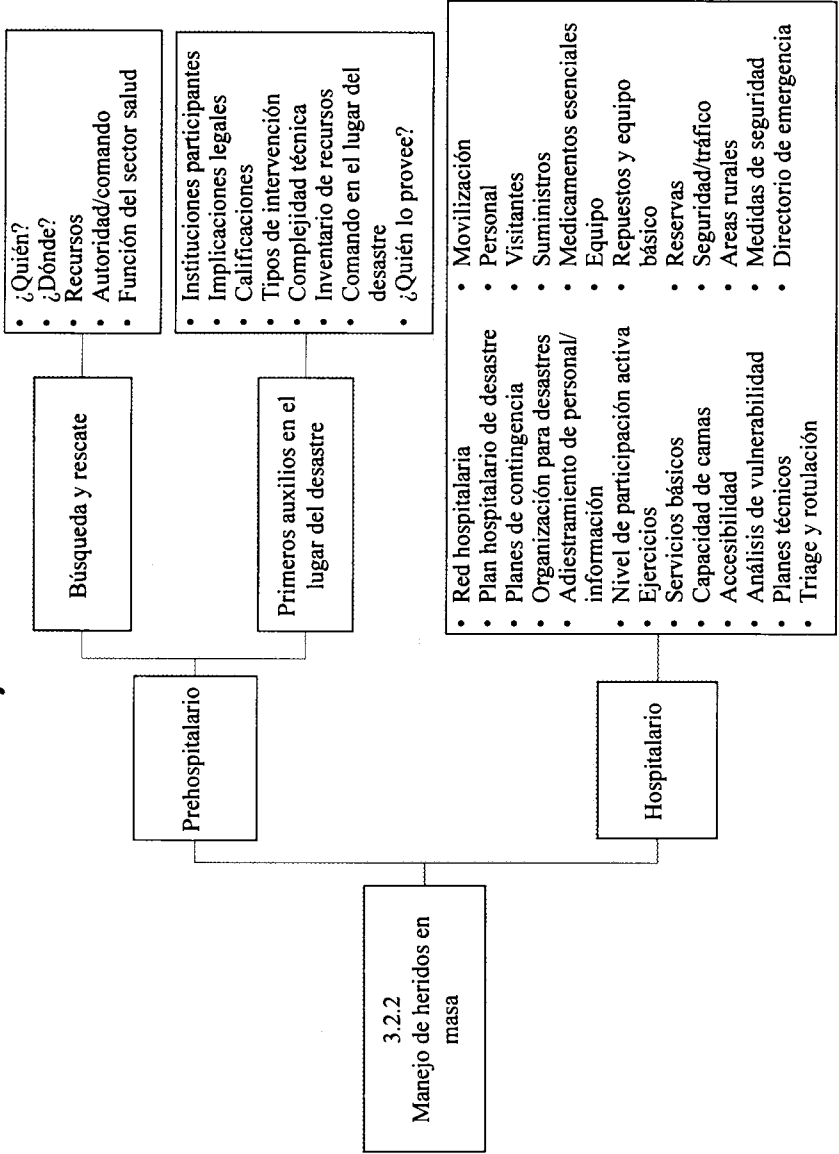 3.2.2
Manejo de heridos en
masa
Prehospitalario
Búsqueda y rescate
• ¿Quién?
• ¿Dónde?
• Recursos
• Autoridad/comando
• Función del sector salud
Primeros auxilios en el
lugar del desastre
• Instituciones participantes
• Implicaciones legales
• Calificaciones
• Tipos de intervención
• Complejidad técnica
• Inventario de recursos
• Comando en el lugar del
desastre
• ¿Quién lo provee?
Hospitalario
• Red hospitalaria
• Plan hospitalario de desastre
• Planes de contingencia
• Organización para desastres
• Adiestramiento de personal/
información
• Nivel de participación activa
• Ejercicios
• Servicios básicos
• Capacidad de camas
• Accesibilidad
• Análisis de vulnerabilidad
• Planes técnicos
• Triage y rotulación
• Movilización
• Personal
• Visitantes
• Suministros
• Medicamentos esenciales
• Equipo
• Repuestos y equipo
básico
• Reservas
• Seguridad/tráfico
• Areas rurales
• Medidas de seguridad
• Directorio de emergencia